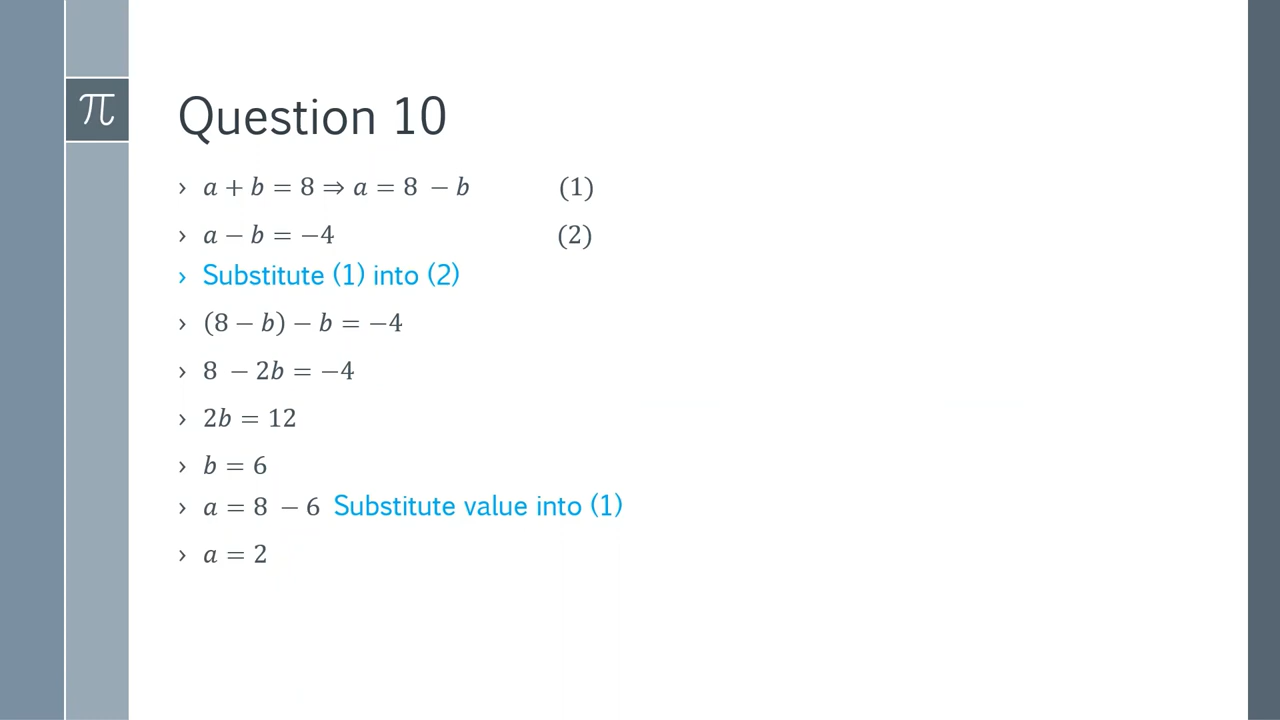 π
Question 10
› a + b = 8 ⇒ a = 8 − b (1)
› a − b = −4 (2)
› Substitute (1) into (2)
› (8 − b) − b = −4
› 8 − 2b = −4
› 2b = 12
› b = 6
› a = 8 − 6 Substitute value into (1)
› a = 2